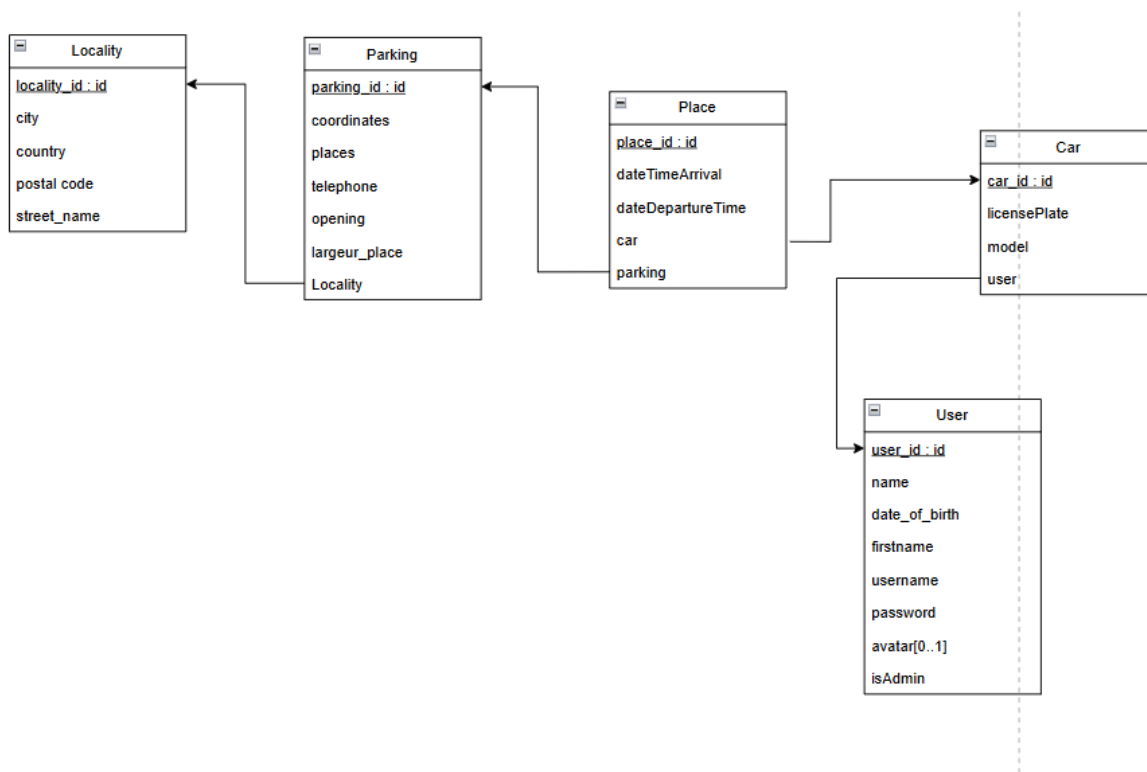 Locality
locality_id : id
city
country
postal code
street_name
Parking
parking_id : id
coordinates
places
telephone
opening
largeur_place
Locality
Place
place_id : id
dateTimeArrival
dateDepartureTime
car
parking
Car
car_id : id
licensePlate
model
user
User
user_id : id
name
date_of_birth
firstname
username
password
avatar[0..1]
isAdmin